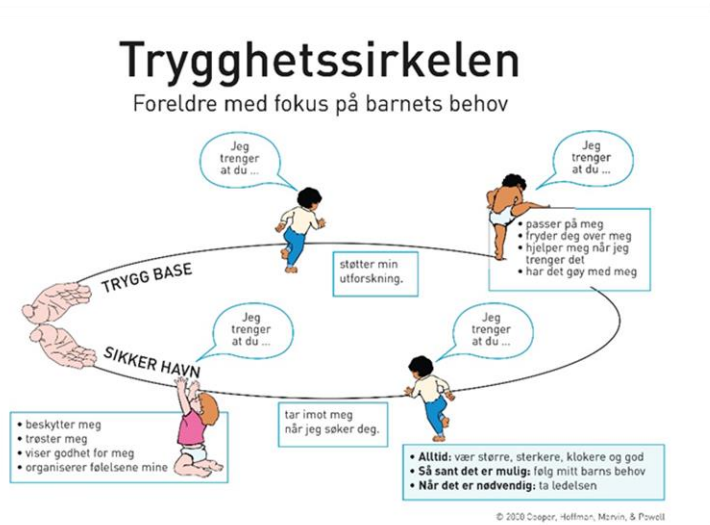 Trygghetssirkelen
Foreldre med fokus på barnets behov
Jeg
trenger
at du ...
Jeg
trenger
at du ...
• passer på meg
• fryder deg over meg
• hjelper meg når jeg
trenger det
• har det gøy med meg
støtter min
utforskning.
TRYGG BASE
SIKKER HAVN
Jeg
trenger
at du ...
Jeg
trenger
at du ...
• beskytter meg
• trøster meg
• viser godhet for meg
• organiserer følelsene mine
tar imot meg
når jeg søker deg.
• Alltid: vær større, sterkere, klokere og god
• Så sant det er mulig: følg mitt barns behov
• Når det er nødvendig: ta ledelsen
© 2000 Cooper, Hoffman, Marvin, & Powell